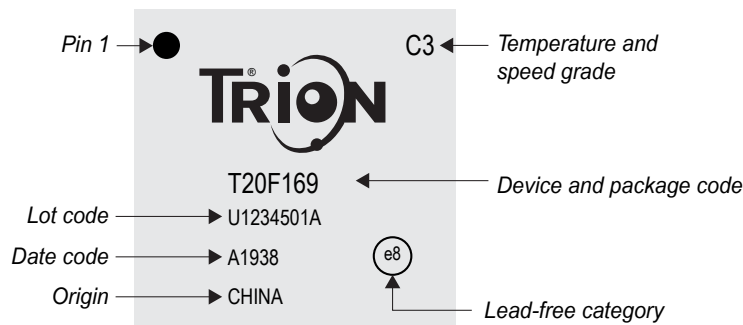 Pin 1
C3
Temperature and
speed grade
TRION®
T20F169
Device and package code
Lot code
U1234501A
Date code
A1938
e8
Origin
CHINA
Lead-free category